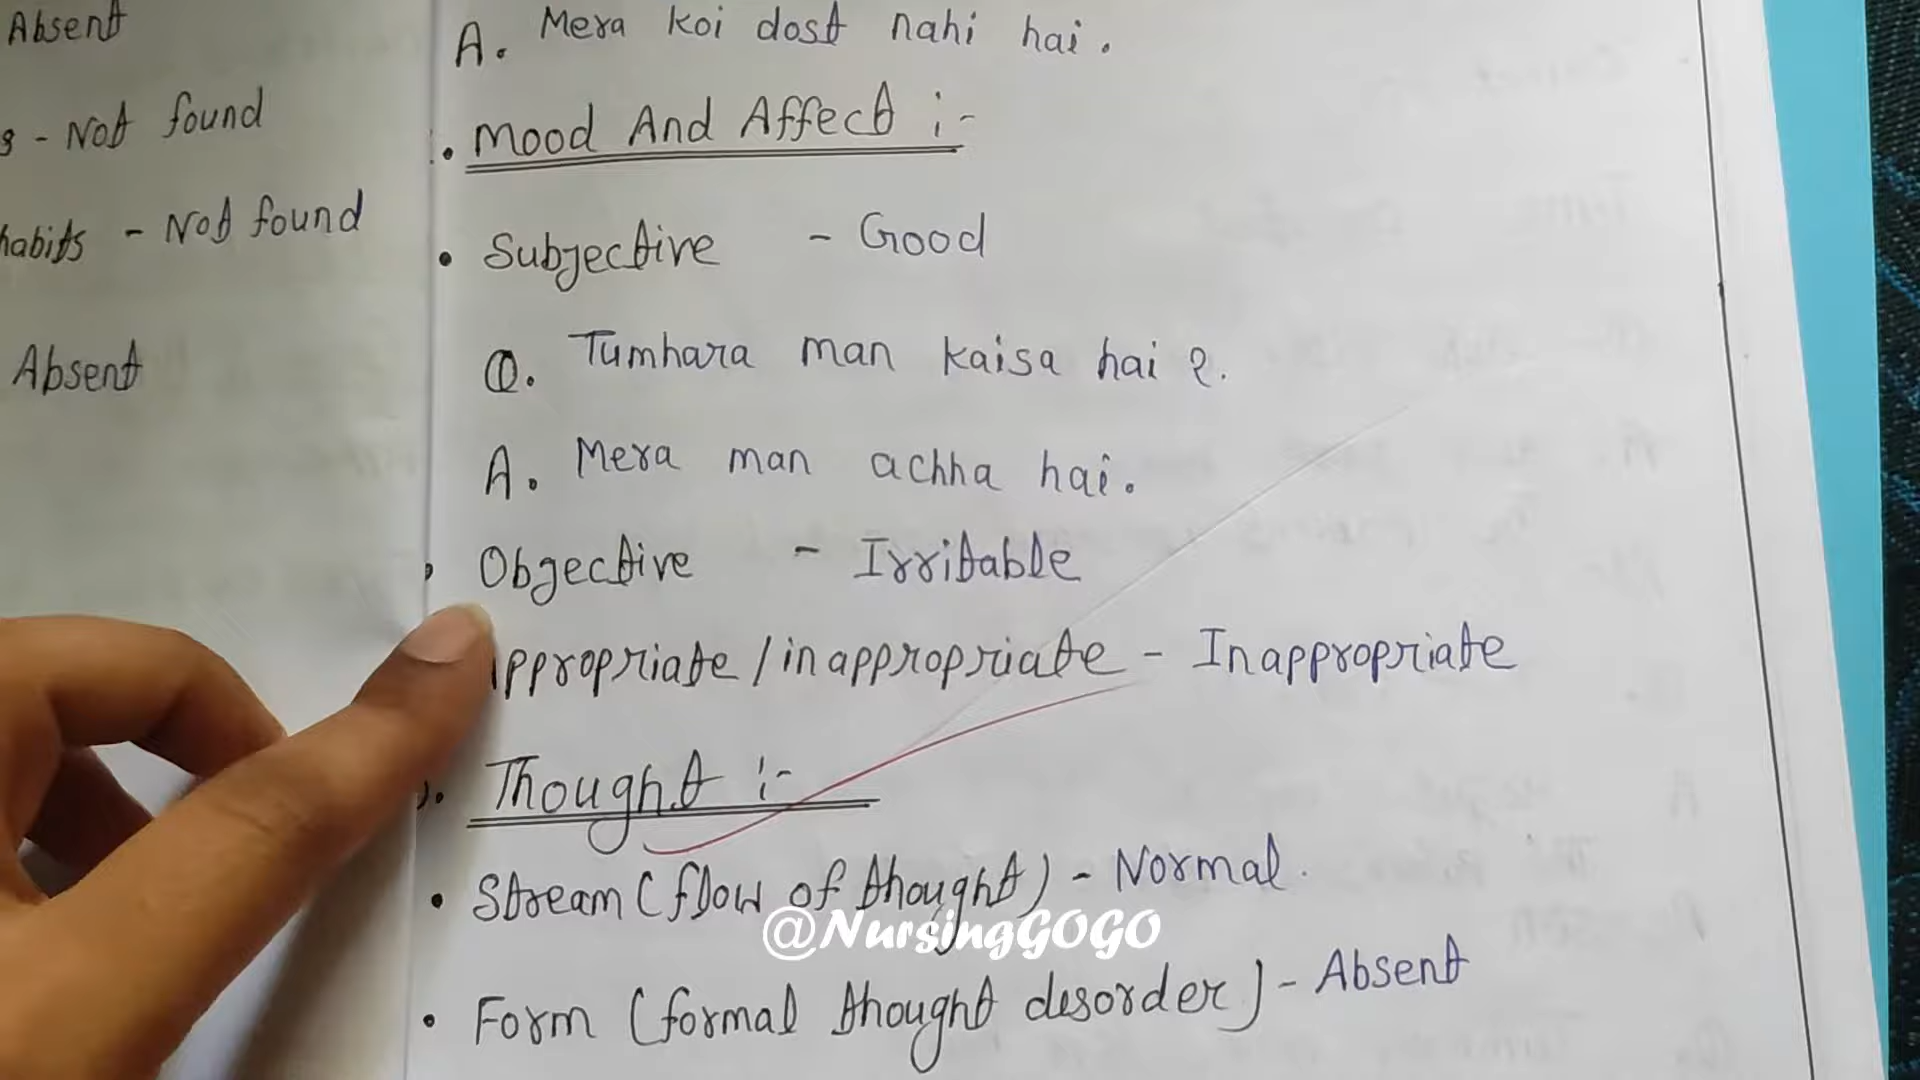 Absent
s - Not found
habits - Not found
Absent
A. Mera koi dost nahi hai.
Mood And Affect :-
• Subjective - Good
Q. Tumhara man kaisa hai ?.
A. Mera man achha hai.
Obgective - Irritable
ppropriate / inappropriate - Inappropriate
Thought :-
• Stream (flow of thought) - Normal.
@NursingGOGO
• Form (formal thought desorder) - Absent